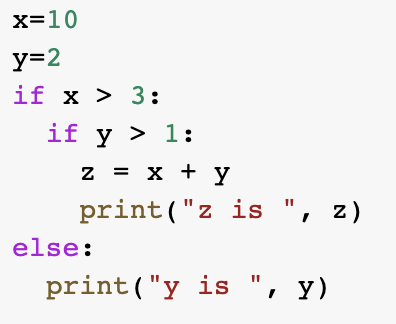 x=10
y=2
if x > 3:
  if y > 1:
    z = x + y
    print("z is ", z)
else:
  print("y is ", y)